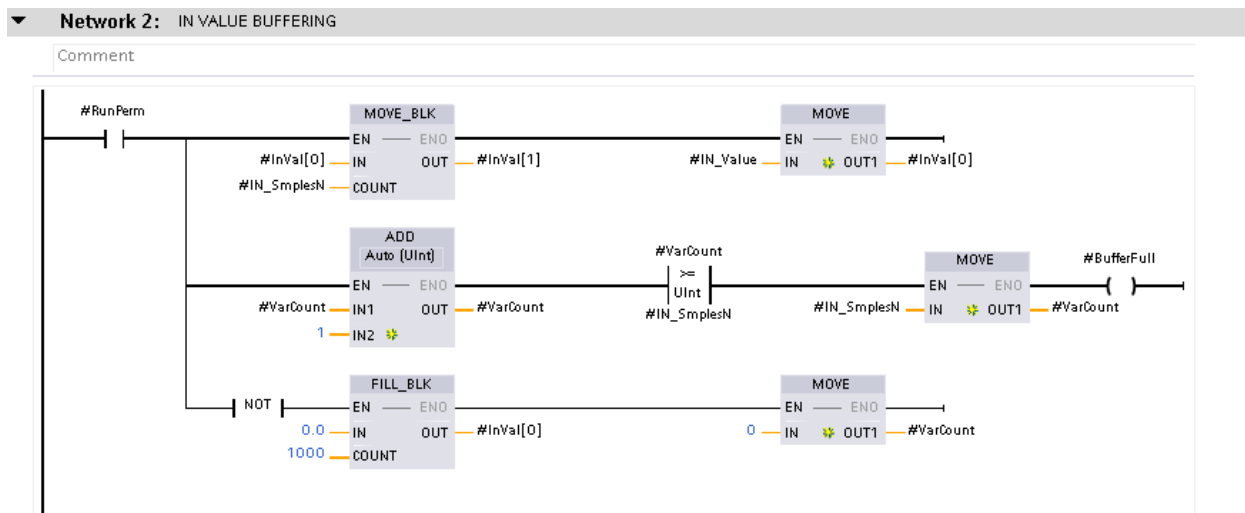 Network 2: IN VALUE BUFFERING
Comment
#RunPerm
MOVE_BLK
MOVE
EN ENO
EN ENO
#InVal[0] IN OUT #InVal[1]
#IN_Value IN OUT1 #InVal[0]
#IN_SmplesN COUNT
ADD
Auto (UInt)
#VarCount
>=
UInt
#IN_SmplesN
MOVE
#BufferFull
EN ENO
EN ENO
#VarCount IN1 OUT #VarCount
#IN_SmplesN IN OUT1 #VarCount
1 IN2
FILL_BLK
MOVE
NOT
EN ENO
EN ENO
0.0 IN OUT #InVal[0]
0 IN OUT1 #VarCount
1000 COUNT